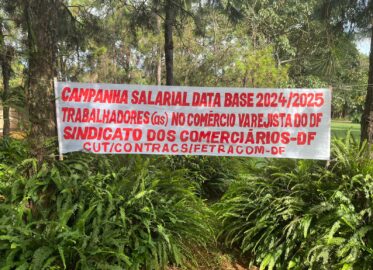 CAMPANHA SALARIAL DATA BASE 2024/2025
TRABALHADORES (as) NO COMÉRCIO VAREJISTA DO DF
SINDICATO DOS COMERCIÁRIOS-DF
CUT/CONTRACS/FETRACOM-DF